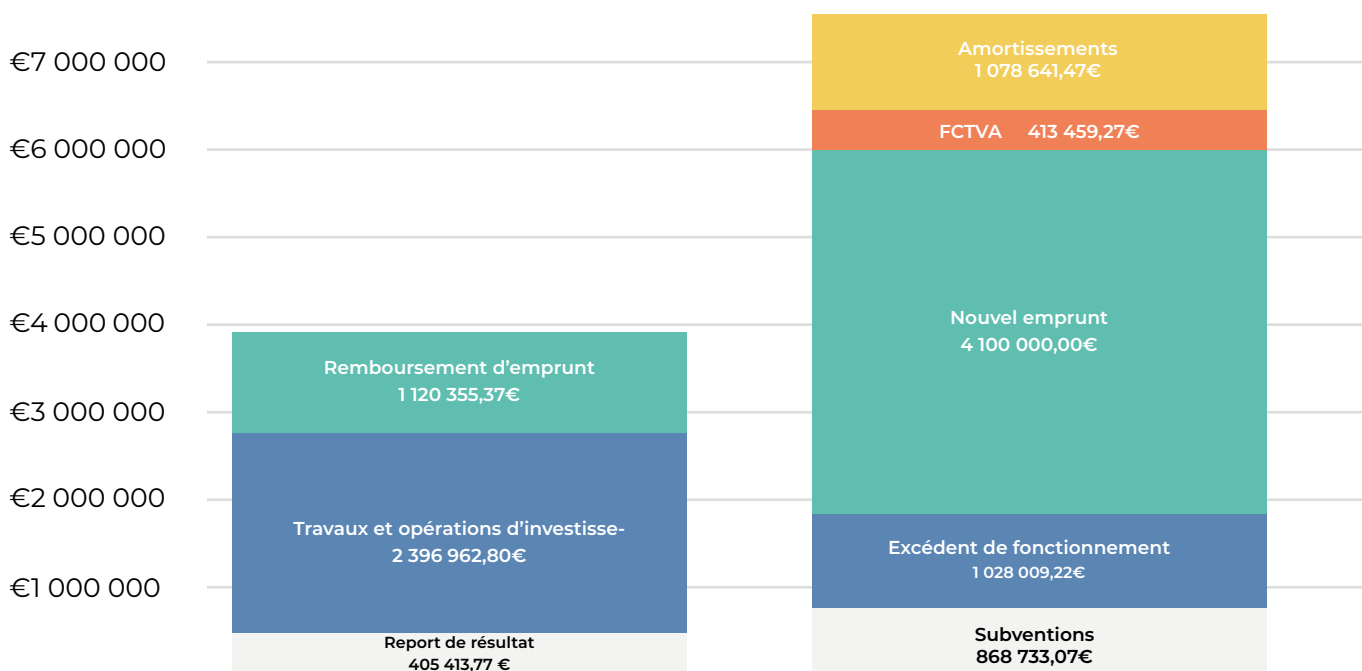 €7 000 000
€6 000 000
€5 000 000
€4 000 000
€3 000 000
€2 000 000
€1 000 000
Remboursement d’emprunt
1 120 355,37€
Travaux et opérations d’investisse-
2 396 962,80€
Report de résultat
405 413,77 €
Amortissements
1 078 641,47€
FCTVA 413 459,27€
Nouvel emprunt
4 100 000,00€
Excédent de fonctionnement
1 028 009,22€
Subventions
868 733,07€